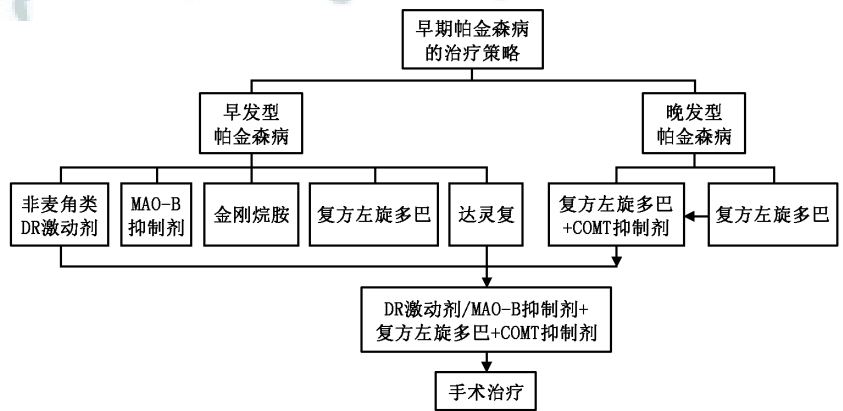 早期帕金森病
的治疗策略
早发型
帕金森病
晚发型
帕金森病
非麦角类
DR激动剂
MAO-B
抑制剂
金刚烷胺
复方左旋多巴
达灵复
复方左旋多巴
+COMT抑制剂
复方左旋多巴
DR激动剂/MAO-B抑制剂+
复方左旋多巴+COMT抑制剂
手术治疗